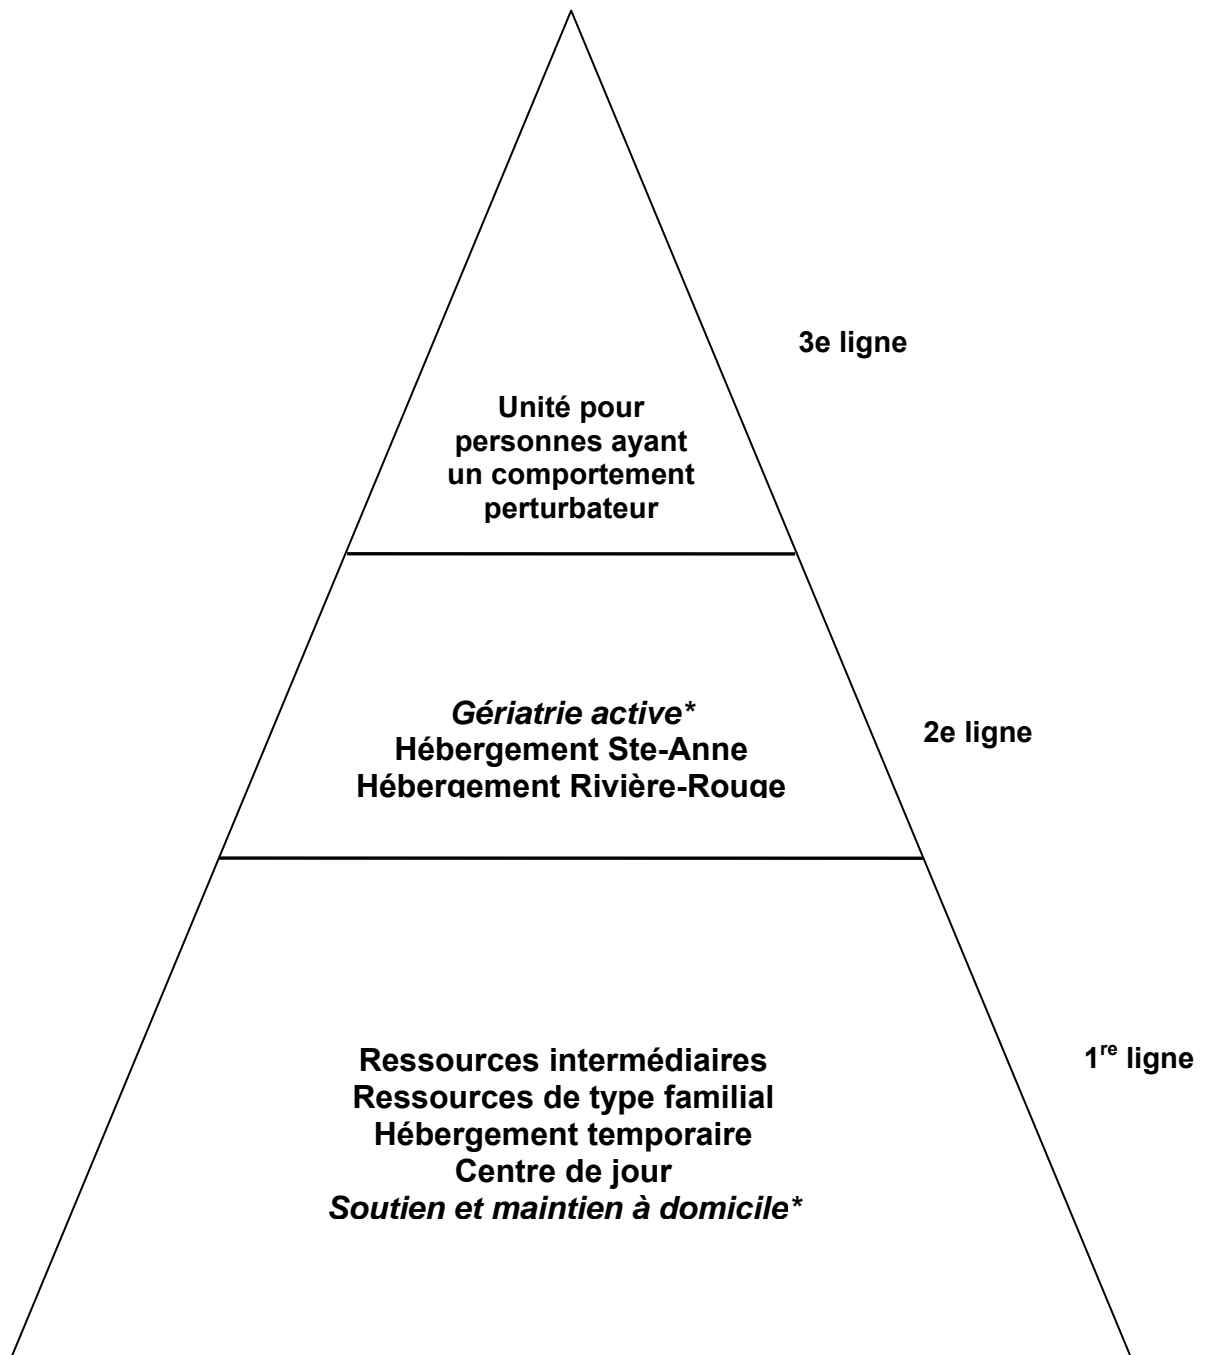 3e ligne
Unité pour
personnes ayant
un comportement
perturbateur
Gériatrie active*
Hébergement Ste-Anne
Hébergement Rivière-Rouge
2e ligne
Ressources intermédiaires
Ressources de type familial
Hébergement temporaire
Centre de jour
Soutien et maintien à domicile*
1re ligne